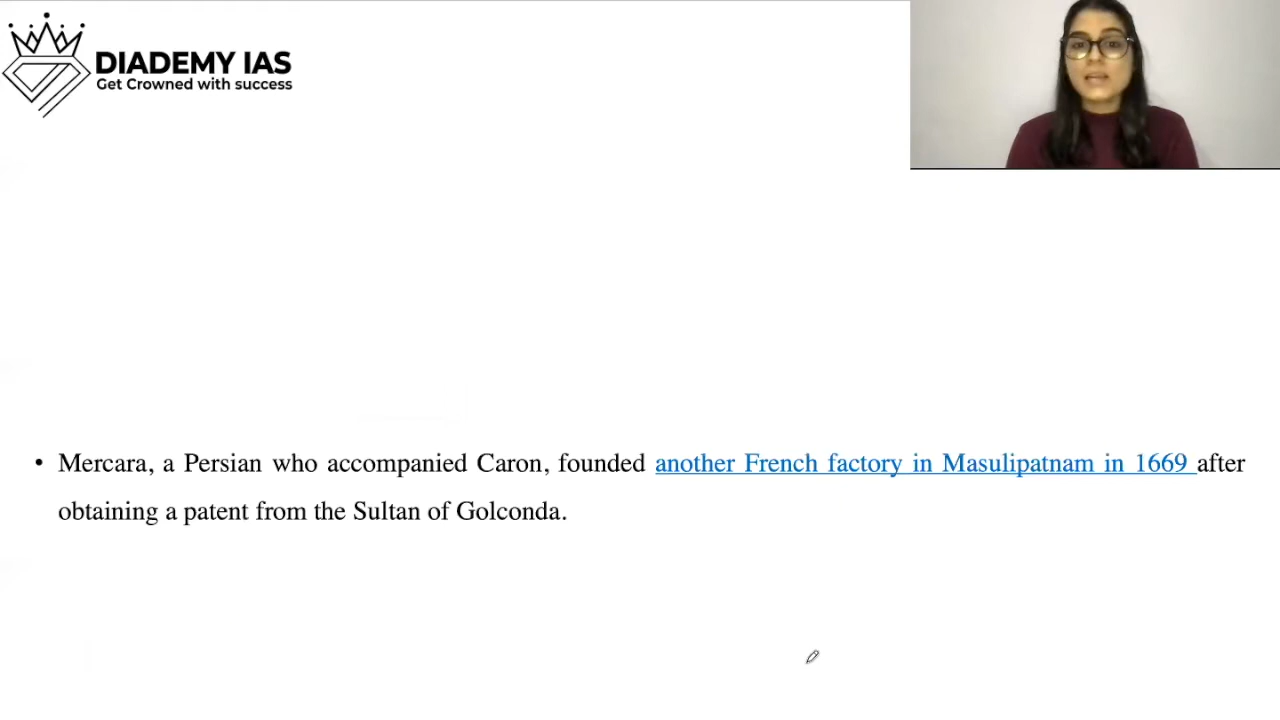 DIADEMY IAS
Get Crowned with success
• Mercara, a Persian who accompanied Caron, founded another French factory in Masulipatnam in 1669 after
obtaining a patent from the Sultan of Golconda.